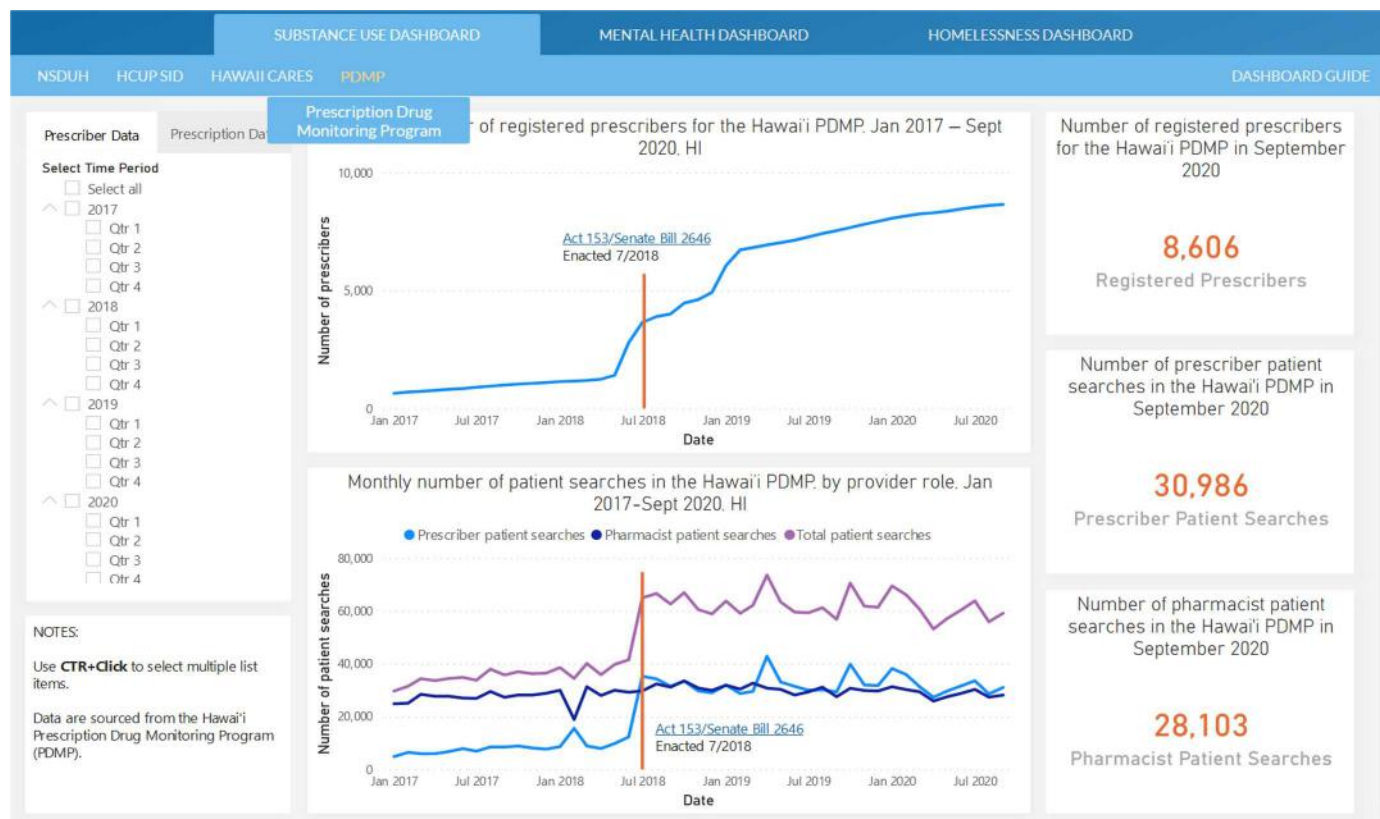 SUBSTANCE USE DASHBOARD
MENTAL HEALTH DASHBOARD
HOMELESSNESS DASHBOARD
NSDUH
HCUP SID
HAWAII CARES
PDMP
DASHBOARD GUIDE
Prescription Drug
Monitoring Program
Prescriber Data
Prescription Da
Select Time Period
Select all
2017
Qtr 1
Qtr 2
Qtr 3
Qtr 4
2018
Qtr 1
Qtr 2
Qtr 3
Qtr 4
2019
Qtr 1
Qtr 2
Qtr 3
Qtr 4
2020
Qtr 1
Qtr 2
Qtr 3
Qtr 4
NOTES:
Use CTR+Click to select multiple list
items.
Data are sourced from the Hawai'i
Prescription Drug Monitoring Program
(PDMP).
r of registered prescribers for the Hawai'i PDMP, Jan 2017 – Sept
2020, HI
Number of prescribers
10,000
5,000
0
Act 153/Senate Bill 2646
Enacted 7/2018
Jan 2017
Jul 2017
Jan 2018
Jul 2018
Jan 2019
Jul 2019
Jan 2020
Jul 2020
Date
Monthly number of patient searches in the Hawai'i PDMP, by provider role, Jan
2017-Sept 2020, HI
Prescriber patient searches
Pharmacist patient searches
Total patient searches
Number of patient searches
80,000
60,000
40,000
20,000
0
Act 153/Senate Bill 2646
Enacted 7/2018
Jan 2017
Jul 2017
Jan 2018
Jul 2018
Jan 2019
Jul 2019
Jan 2020
Jul 2020
Date
Number of registered prescribers
for the Hawai'i PDMP in September
2020
8,606
Registered Prescribers
Number of prescriber patient
searches in the Hawai'i PDMP in
September 2020
30,986
Prescriber Patient Searches
Number of pharmacist patient
searches in the Hawai'i PDMP in
September 2020
28,103
Pharmacist Patient Searches